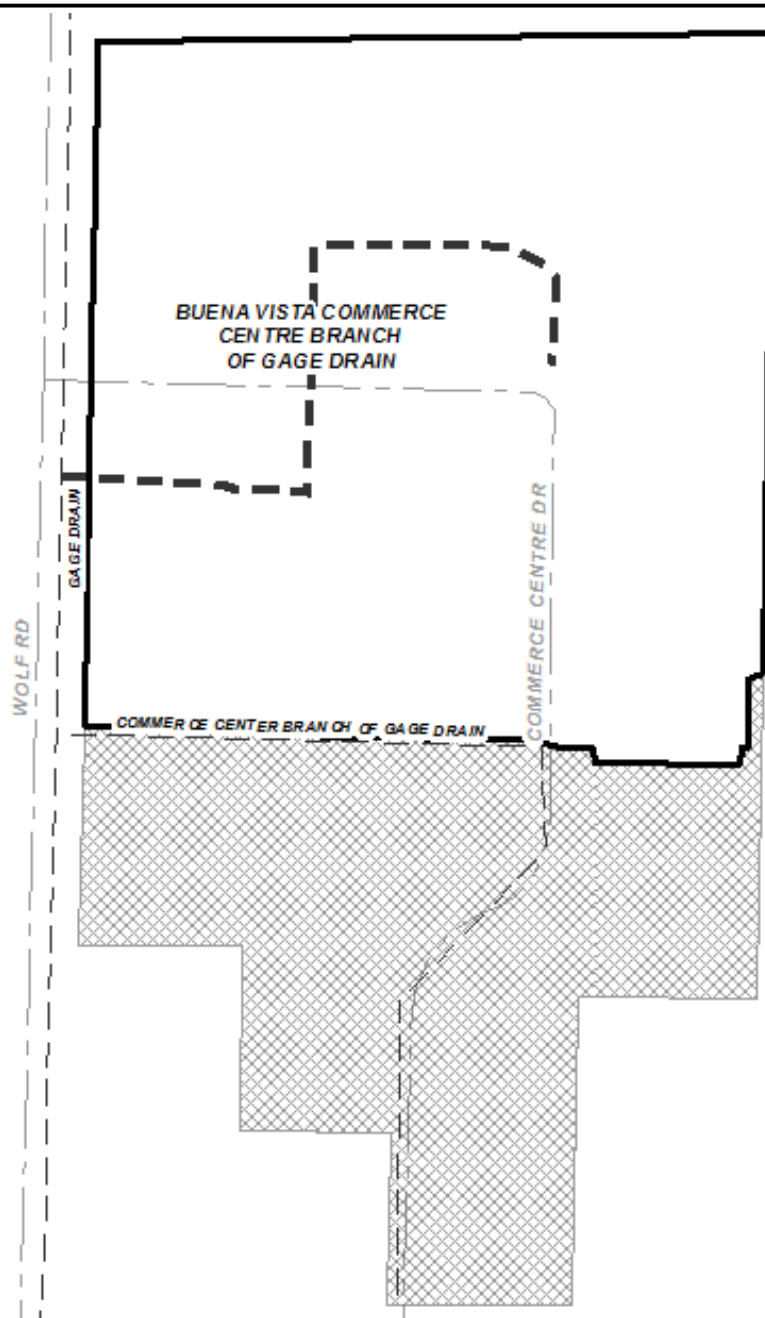 BUENA VISTA COMMERCE
CENTRE BRANCH
OF GAGE DRAIN
GAGE DRAIN
COMMERCE CENTRE DR
WOLF RD
COMMERCE CENTER BRANCH OF GAGE DRAIN